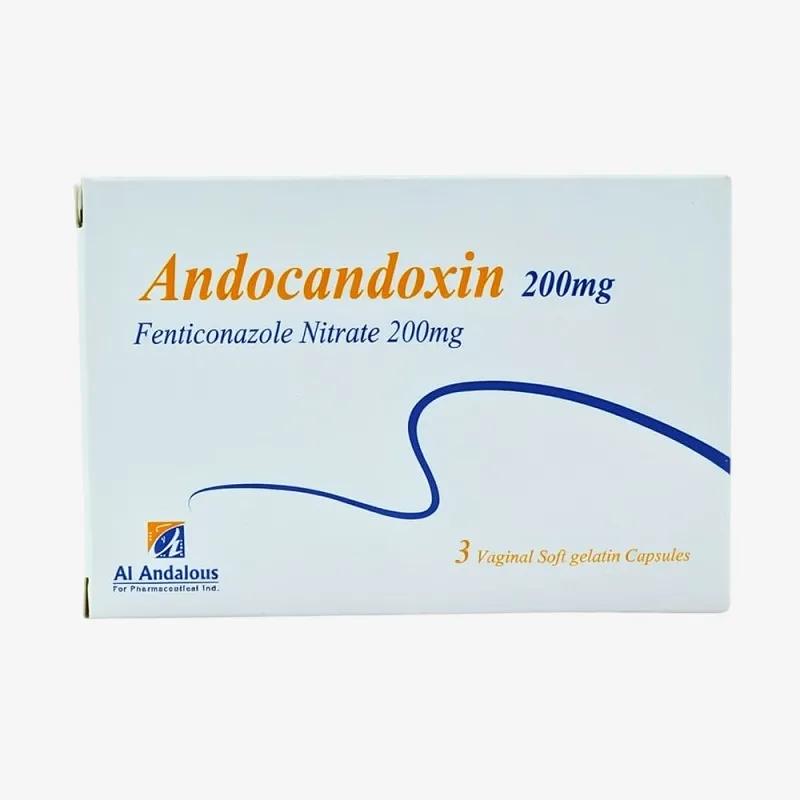 Andocandoxin 200mg
Fenticonazole Nitrate 200mg
3 Vaginal Soft gelatin Capsules
Al Andalous
For Pharmaceutical Ind.